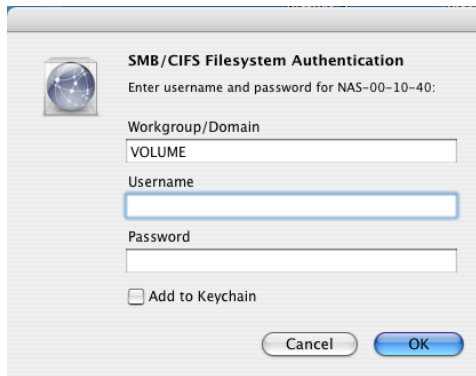 SMB/CIFS Filesystem Authentication
Enter username and password for NAS-00-10-40:
Workgroup/Domain
VOLUME
Username
Password
Add to Keychain
Cancel
OK